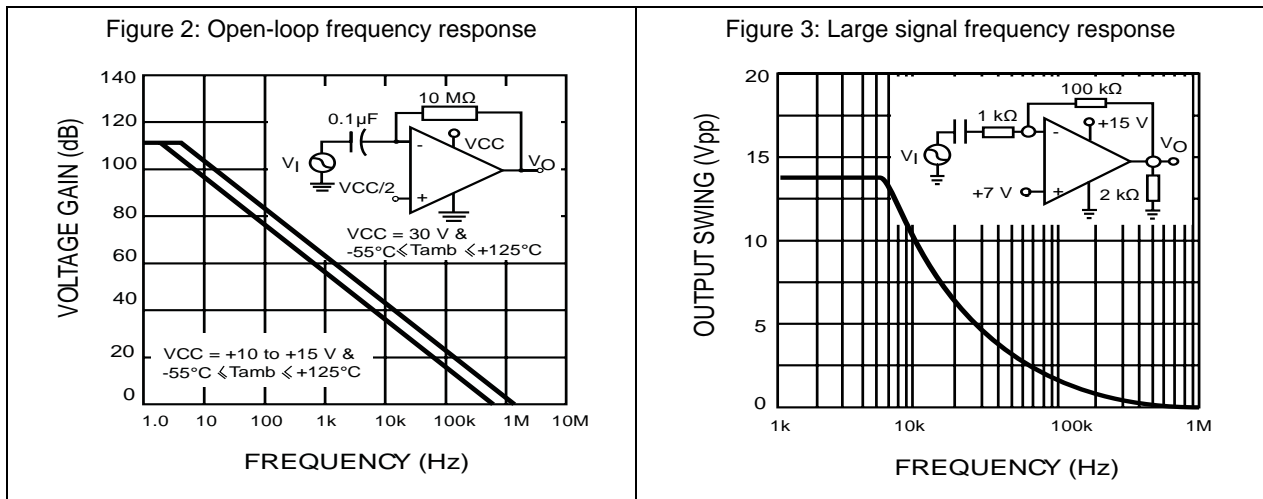 Figure 2: Open-loop frequency response
VOLTAGE GAIN (dB)
140
120
100
80
60
40
20
0
10 MΩ
0.1µF
-
VCC
VI
VO
VCC/2
+
VCC = 30 V &
-55°C ⩽ Tamb ⩽ +125°C
VCC = +10 to +15 V &
-55°C ⩽ Tamb ⩽ +125°C
1.0 10 100 1k 10k 100k 1M 10M
FREQUENCY (Hz)
Figure 3: Large signal frequency response
OUTPUT SWING (Vpp)
20
15
10
5
0
100 kΩ
1 kΩ
-
+15 V
VI
VO
+7 V
+
2 kΩ
1k 10k 100k 1M
FREQUENCY (Hz)